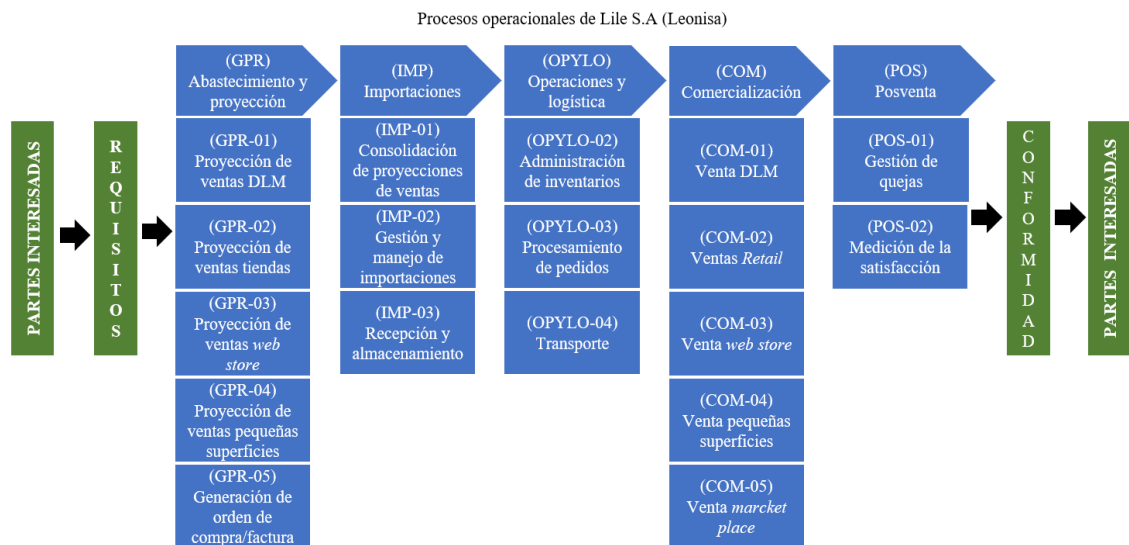 Procesos operacionales de Lile S.A (Leonisa)
PARTES INTERESADAS
REQUISITOS
(GPR)
Abastecimiento y
proyección
(GPR-01)
Proyección de
ventas DLM
(GPR-02)
Proyección de
ventas tiendas
(GPR-03)
Proyección de
ventas web
store
(GPR-04)
Proyección de
ventas pequeñas
superficies
(GPR-05)
Generación de
orden de
compra/factura
(IMP)
Importaciones
(IMP-01)
Consolidación
de proyecciones
de ventas
(IMP-02)
Gestión y
manejo de
importaciones
(IMP-03)
Recepción y
almacenamiento
(OPYLO)
Operaciones y
logística
(OPYLO-02)
Administración
de inventarios
(OPYLO-03)
Procesamiento
de pedidos
(OPYLO-04)
Transporte
(COM)
Comercialización
(COM-01)
Venta DLM
(COM-02)
Ventas Retail
(COM-03)
Venta web store
(COM-04)
Venta pequeñas
superficies
(COM-05)
Venta marcket
place
(POS)
Posventa
(POS-01)
Gestión de
quejas
(POS-02)
Medición de la
satisfacción
CONFORMIDAD
PARTES INTERESADAS